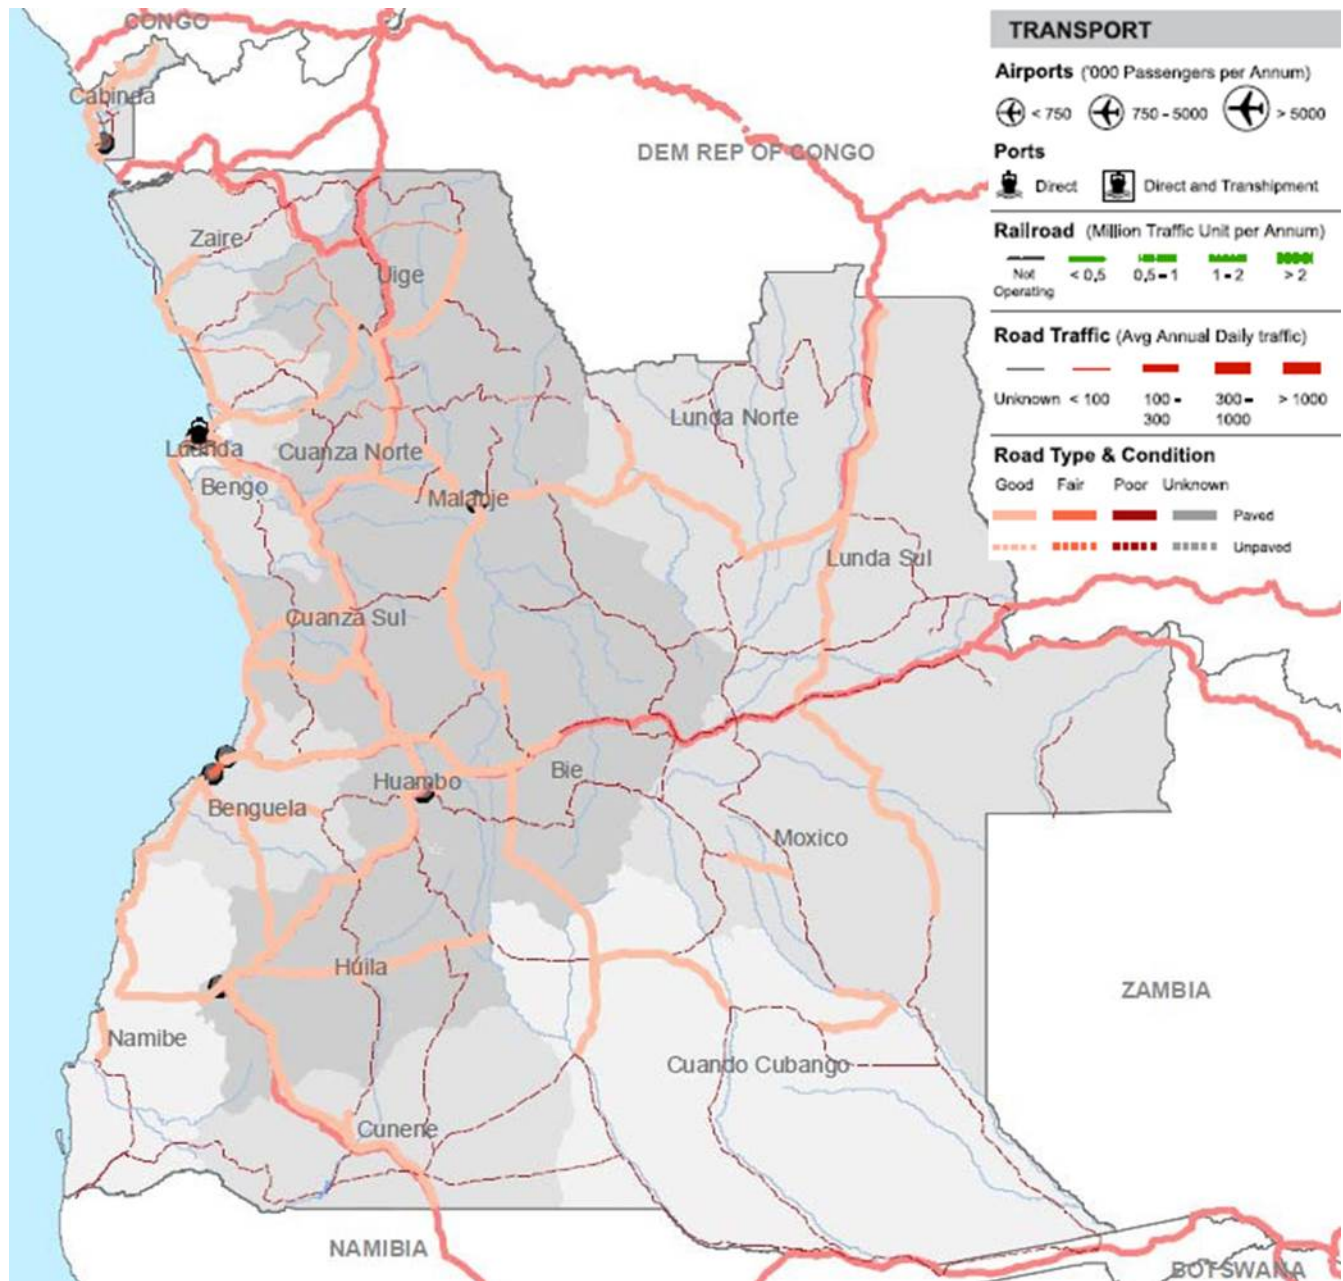 CONGO
Cabinda
DEM REP OF CONGO
Zaire
Uige
Lunda Norte
Luanda
Cuanza Norte
Bengo
Malanje
Lunda Sul
Cuanza Sul
Huambo
Bie
Benguela
Moxico
Huila
ZAMBIA
Namibe
Cuando Cubango
Cunene
NAMIBIA
BOTSWANA
TRANSPORT
Airports ('000 Passengers per Annum)
< 750 750 - 5000 > 5000
Ports
Direct Direct and Transhipment
Railroad (Million Traffic Unit per Annum)
Not Operating < 0,5 0,5 - 1 1 - 2 > 2
Road Traffic (Avg Annual Daily traffic)
Unknown < 100 100 - 300 300 - 1000 > 1000
Road Type & Condition
Good Fair Poor Unknown
Paved
Unpaved